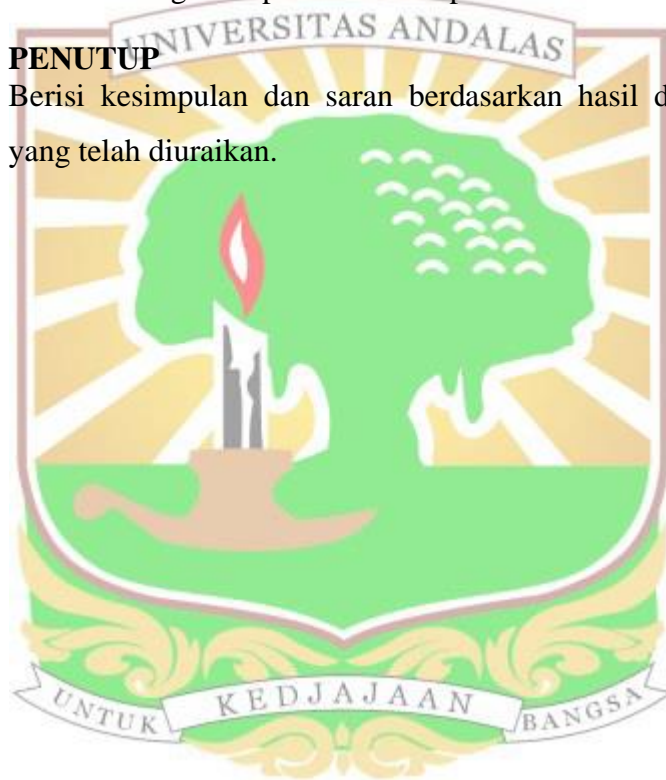 UNIVERSITAS ANDALAS
PENUTUP
Berisi kesimpulan dan saran berdasarkan hasil d
yang telah diuraikan.
UNTUK KEDJAJAAN BANGSA